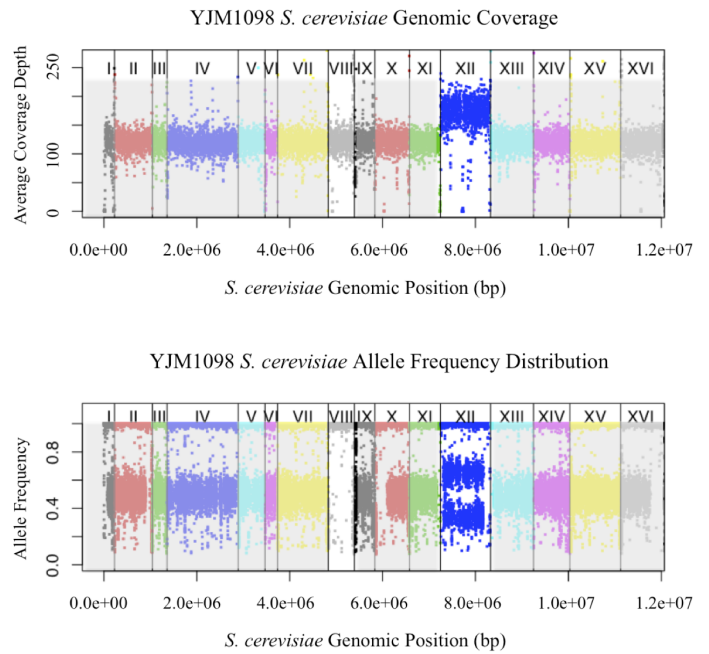 YJM1098 S. cerevisiae Genomic Coverage
Average Coverage Depth
250
100
0
I II III IV V VI VII VIII IX X XI XII XIII XIV XV XVI
0.0e+00 2.0e+06 4.0e+06 6.0e+06 8.0e+06 1.0e+07 1.2e+07
S. cerevisiae Genomic Position (bp)
YJM1098 S. cerevisiae Allele Frequency Distribution
Allele Frequency
0.8
0.4
0.0
I II III IV V VI VII VIII IX X XI XII XIII XIV XV XVI
0.0e+00 2.0e+06 4.0e+06 6.0e+06 8.0e+06 1.0e+07 1.2e+07
S. cerevisiae Genomic Position (bp)